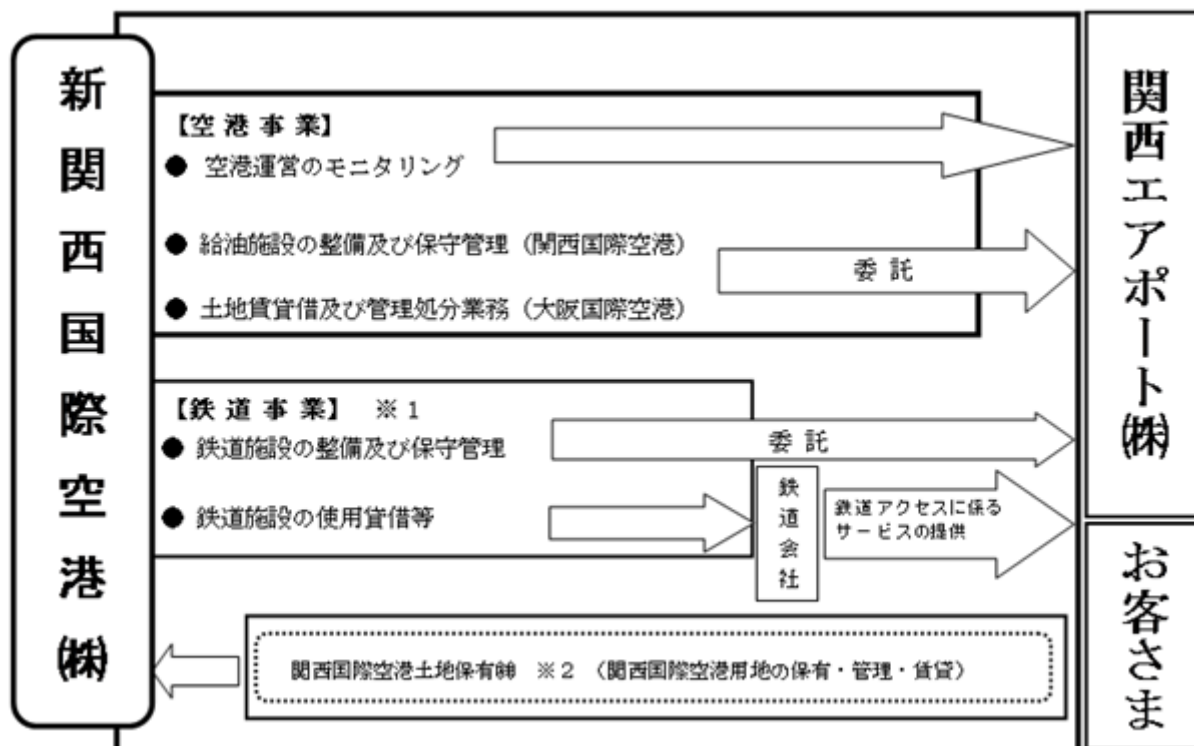 新関西国際空港㈱
【空港事業】
● 空港運営のモニタリング
● 給油施設の整備及び保守管理（関西国際空港）
● 土地賃貸借及び管理処分業務（大阪国際空港）
委託
【鉄道事業】 ※1
● 鉄道施設の整備及び保守管理
委託
● 鉄道施設の使用貸借等
鉄道会社
鉄道アクセスに係る
サービスの提供
関西国際空港土地保有㈱ ※2 （関西国際空港用地の保有・管理・賃貸）
関西エアポート㈱
お客さま